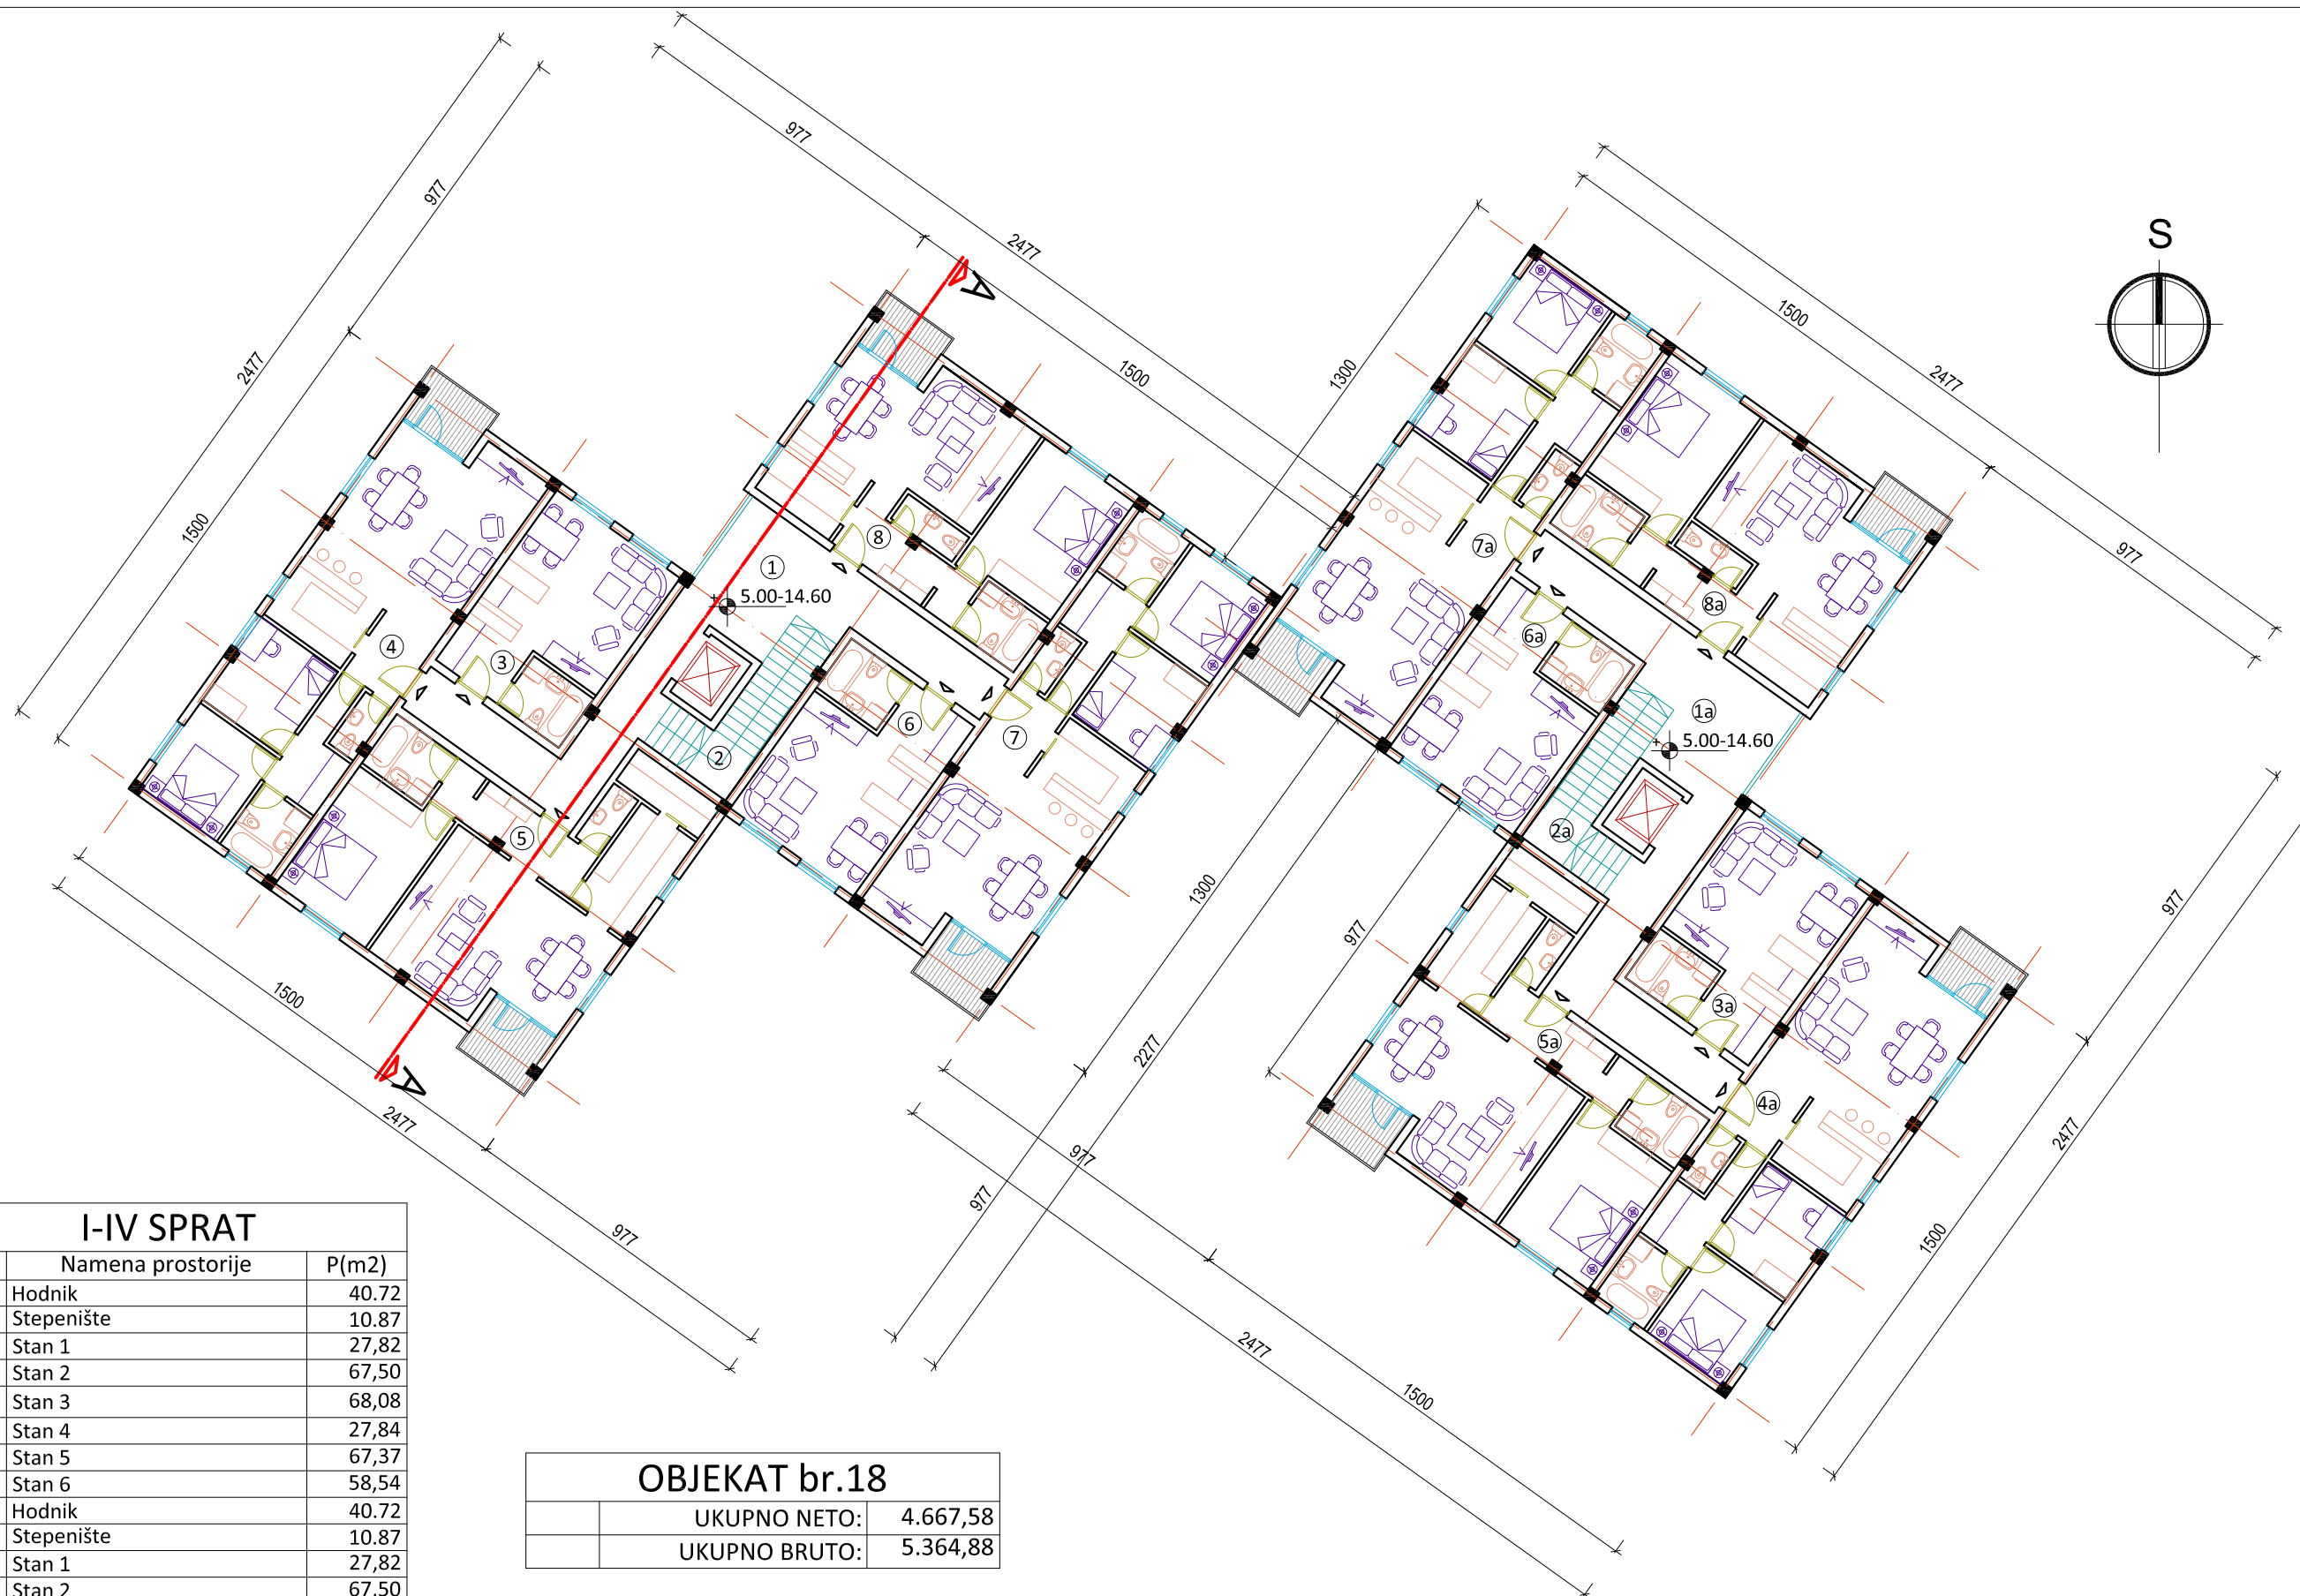 2477
977
1500
977
2477
1500
1300
1500
2477
977
S
A
1
5.00-14.60
2
3
4
5
6
7
8
1500
2477
977
A
1300
2277
977
977
977
2477
1500
1a
5.00-14.60
2a
3a
4a
5a
6a
7a
8a
977
2477
1500
I-IV SPRAT
Namena prostorije P(m2)
Hodnik 40.72
Stepenište 10.87
Stan 1 27,82
Stan 2 67,50
Stan 3 68,08
Stan 4 27,84
Stan 5 67,37
Stan 6 58,54
Hodnik 40.72
Stepenište 10.87
Stan 1 27,82
Stan 2 67,50
OBJEKAT br.18
UKUPNO NETO: 4.667,58
UKUPNO BRUTO: 5.364,88